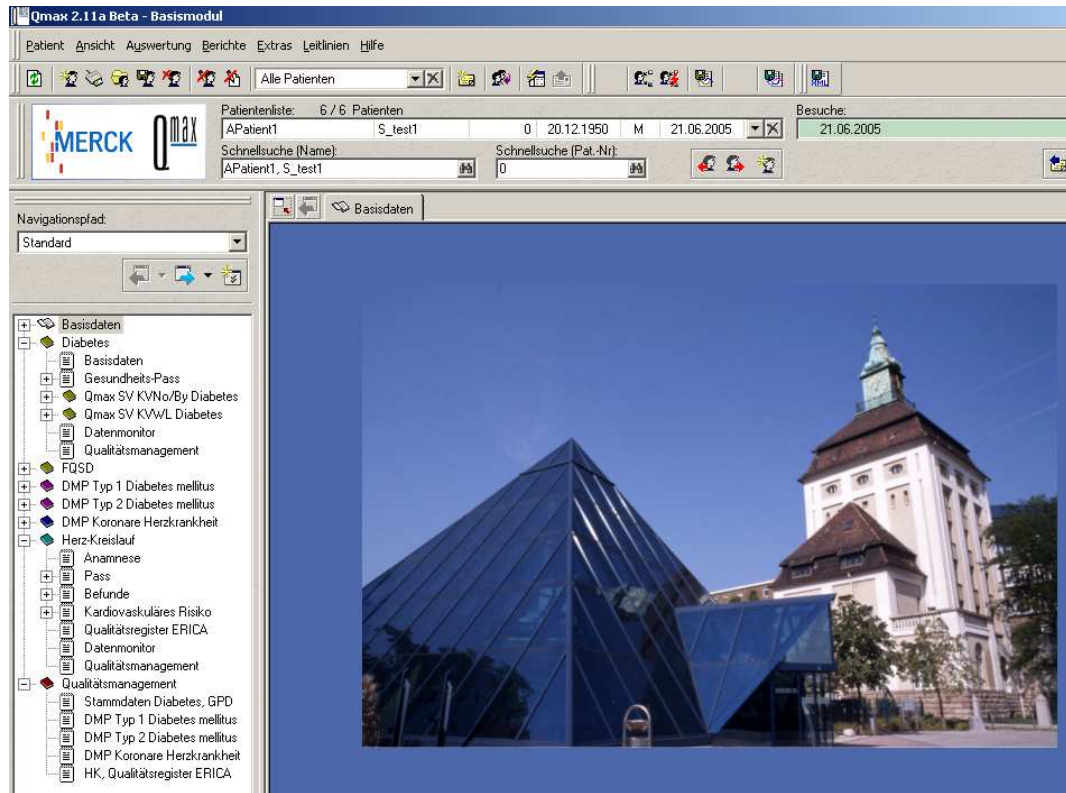 Qmax 2.11a Beta - Basismodul
Patient Ansicht Auswertung Berichte Extras Leitlinien Hilfe
Alle Patienten
XML
MERCK Qmax
Patientenliste: 6 / 6 Patienten
Besuche:
APatient1 S_test1 0 20.12.1950 M 21.06.2005
21.06.2005
Schnellsuche (Name): Schnellsuche (Pat.-Nr):
APatient1, S_test1 0
Navigationspfad:
Standard
Basisdaten
Basisdaten
Diabetes
Basisdaten
Gesundheits-Pass
Qmax SV KVNo/By Diabetes
Qmax SV KVWL Diabetes
Datenmonitor
Qualitätsmanagement
FQSD
DMP Typ 1 Diabetes mellitus
DMP Typ 2 Diabetes mellitus
DMP Koronare Herzkrankheit
Herz-Kreislauf
Anamnese
Pass
Befunde
Kardiovaskuläres Risiko
Qualitätsregister ERICA
Datenmonitor
Qualitätsmanagement
Qualitätsmanagement
Stammdaten Diabetes, GPD
DMP Typ 1 Diabetes mellitus
DMP Typ 2 Diabetes mellitus
DMP Koronare Herzkrankheit
HK, Qualitätsregister ERICA